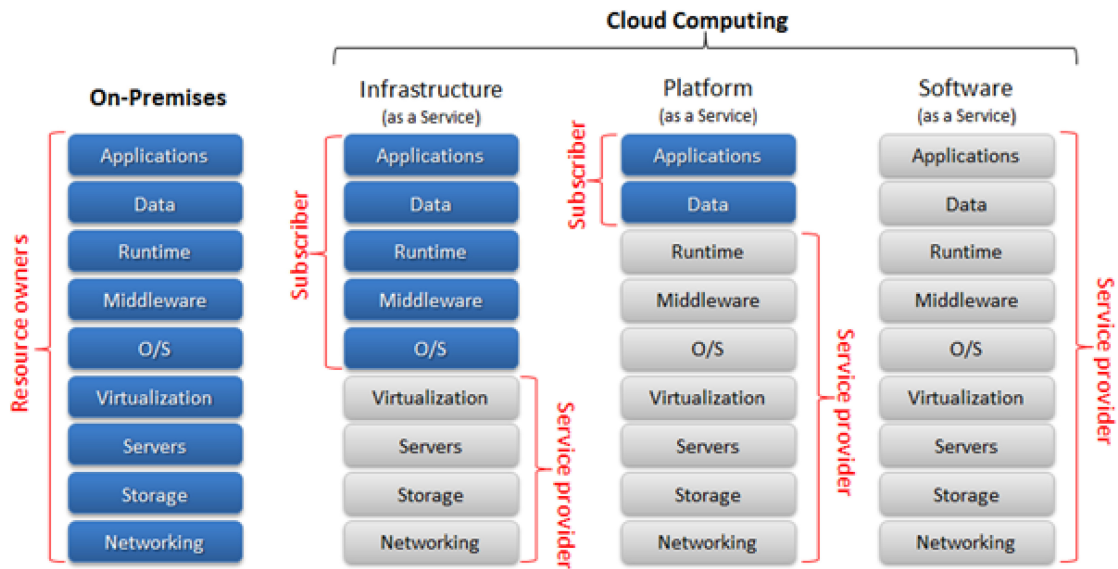 Cloud Computing
On-Premises
Resource owners
Applications
Data
Runtime
Middleware
O/S
Virtualization
Servers
Storage
Networking
Infrastructure
(as a Service)
Subscriber
Applications
Data
Runtime
Middleware
O/S
Virtualization
Servers
Storage
Networking
Service provider
Platform
(as a Service)
Subscriber
Applications
Data
Runtime
Middleware
O/S
Virtualization
Servers
Storage
Networking
Service provider
Software
(as a Service)
Applications
Data
Runtime
Middleware
O/S
Virtualization
Servers
Storage
Networking
Service provider